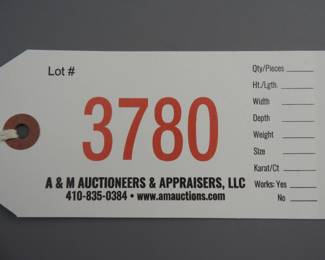 Lot #
3780
A & M AUCTIONEERS & APPRAISERS, LLC
410-835-0384 • www.amauctions.com
Qty/Pieces
Ht./Lgth.
Width
Depth
Weight
Size
Karat/Ct
Works: Yes
No